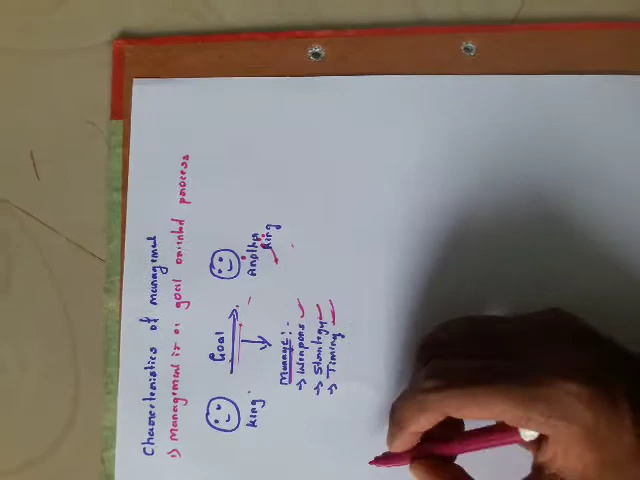 Characteristics of management
1) management is a goal oriented process
Goal
King
Another
King
Manage:-
→ Weapons
→ Strategy
→ Timing